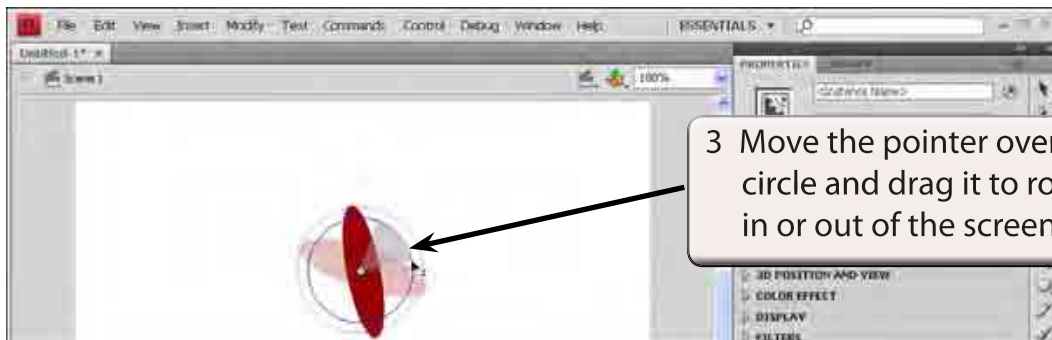 File Edit View Insert Modify Text Commands Control Debug Window Help ESSENTIALS
Untitled-1*
Scene 1 100%
PROPERTIES
<Instance Name>
3 Move the pointer over
circle and drag it to ro
in or out of the screen
3D POSITION AND VIEW
COLOR EFFECT
DISPLAY
FILTERS